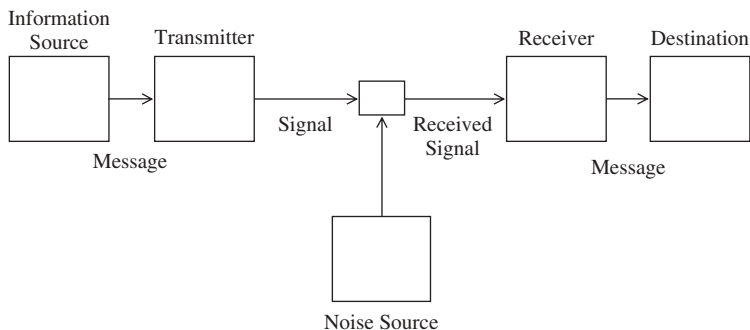 Information
Source
Transmitter
Receiver
Destination
Signal
Received
Signal
Message
Message
Noise Source